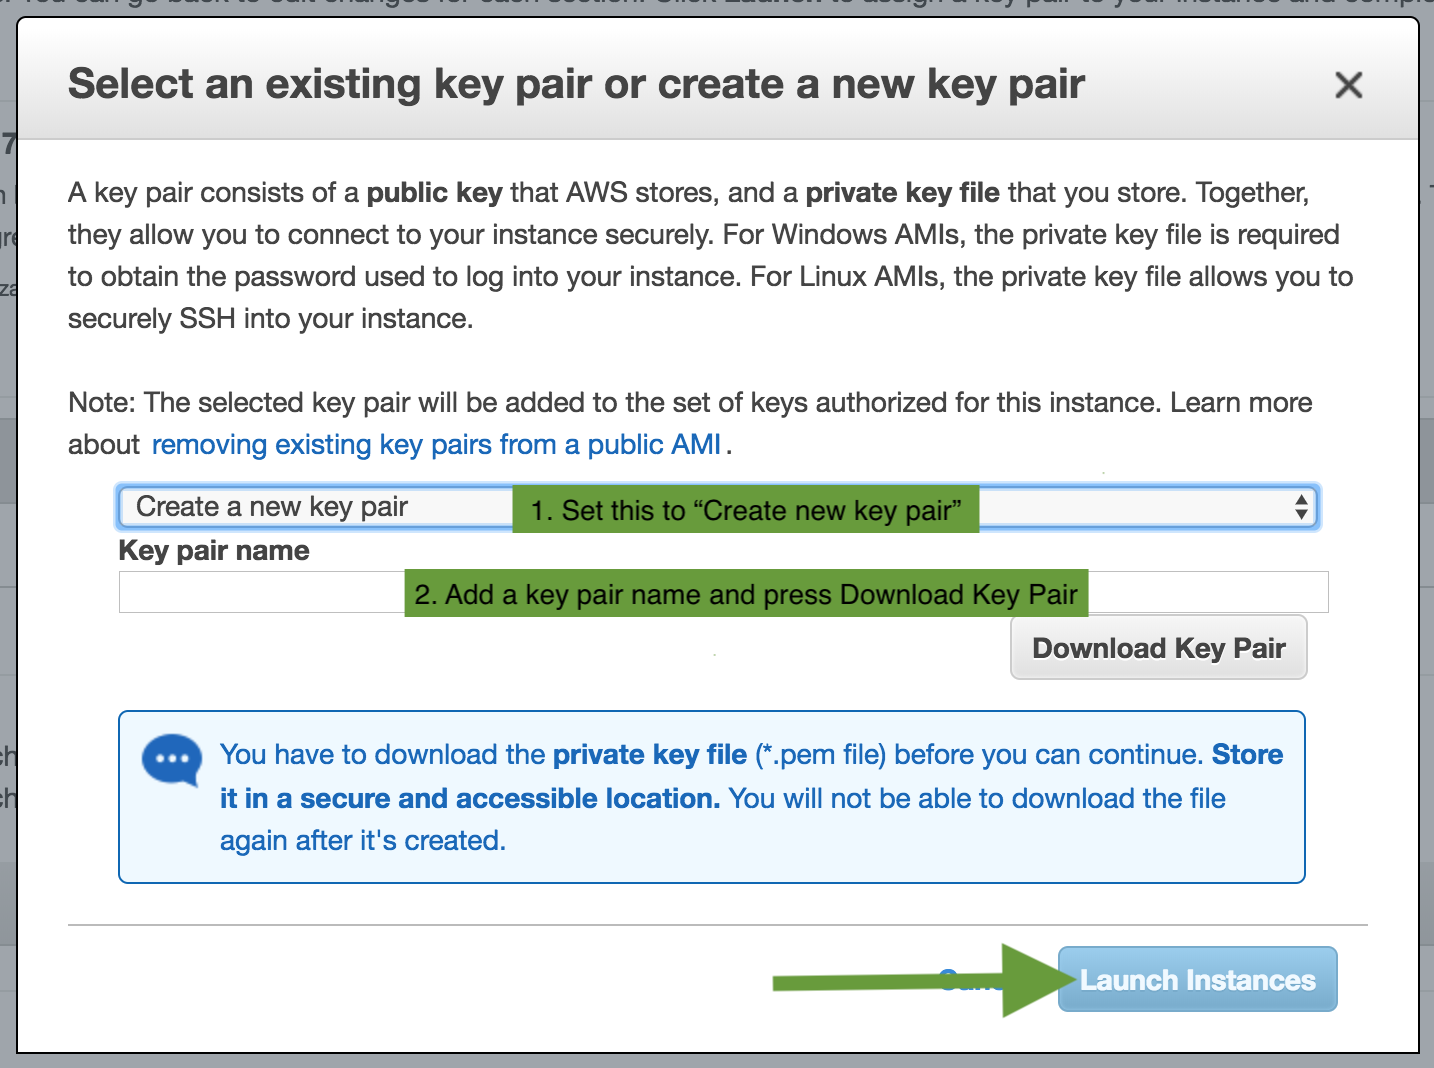 Select an existing key pair or create a new key pair
A key pair consists of a public key that AWS stores, and a private key file that you store. Together,
they allow you to connect to your instance securely. For Windows AMIs, the private key file is required
to obtain the password used to log into your instance. For Linux AMIs, the private key file allows you to
securely SSH into your instance.
Note: The selected key pair will be added to the set of keys authorized for this instance. Learn more
about removing existing key pairs from a public AMI.
Create a new key pair
1. Set this to “Create new key pair”
Key pair name
2. Add a key pair name and press Download Key Pair
Download Key Pair
You have to download the private key file (*.pem file) before you can continue. Store
it in a secure and accessible location. You will not be able to download the file
again after it's created.
Launch Instances